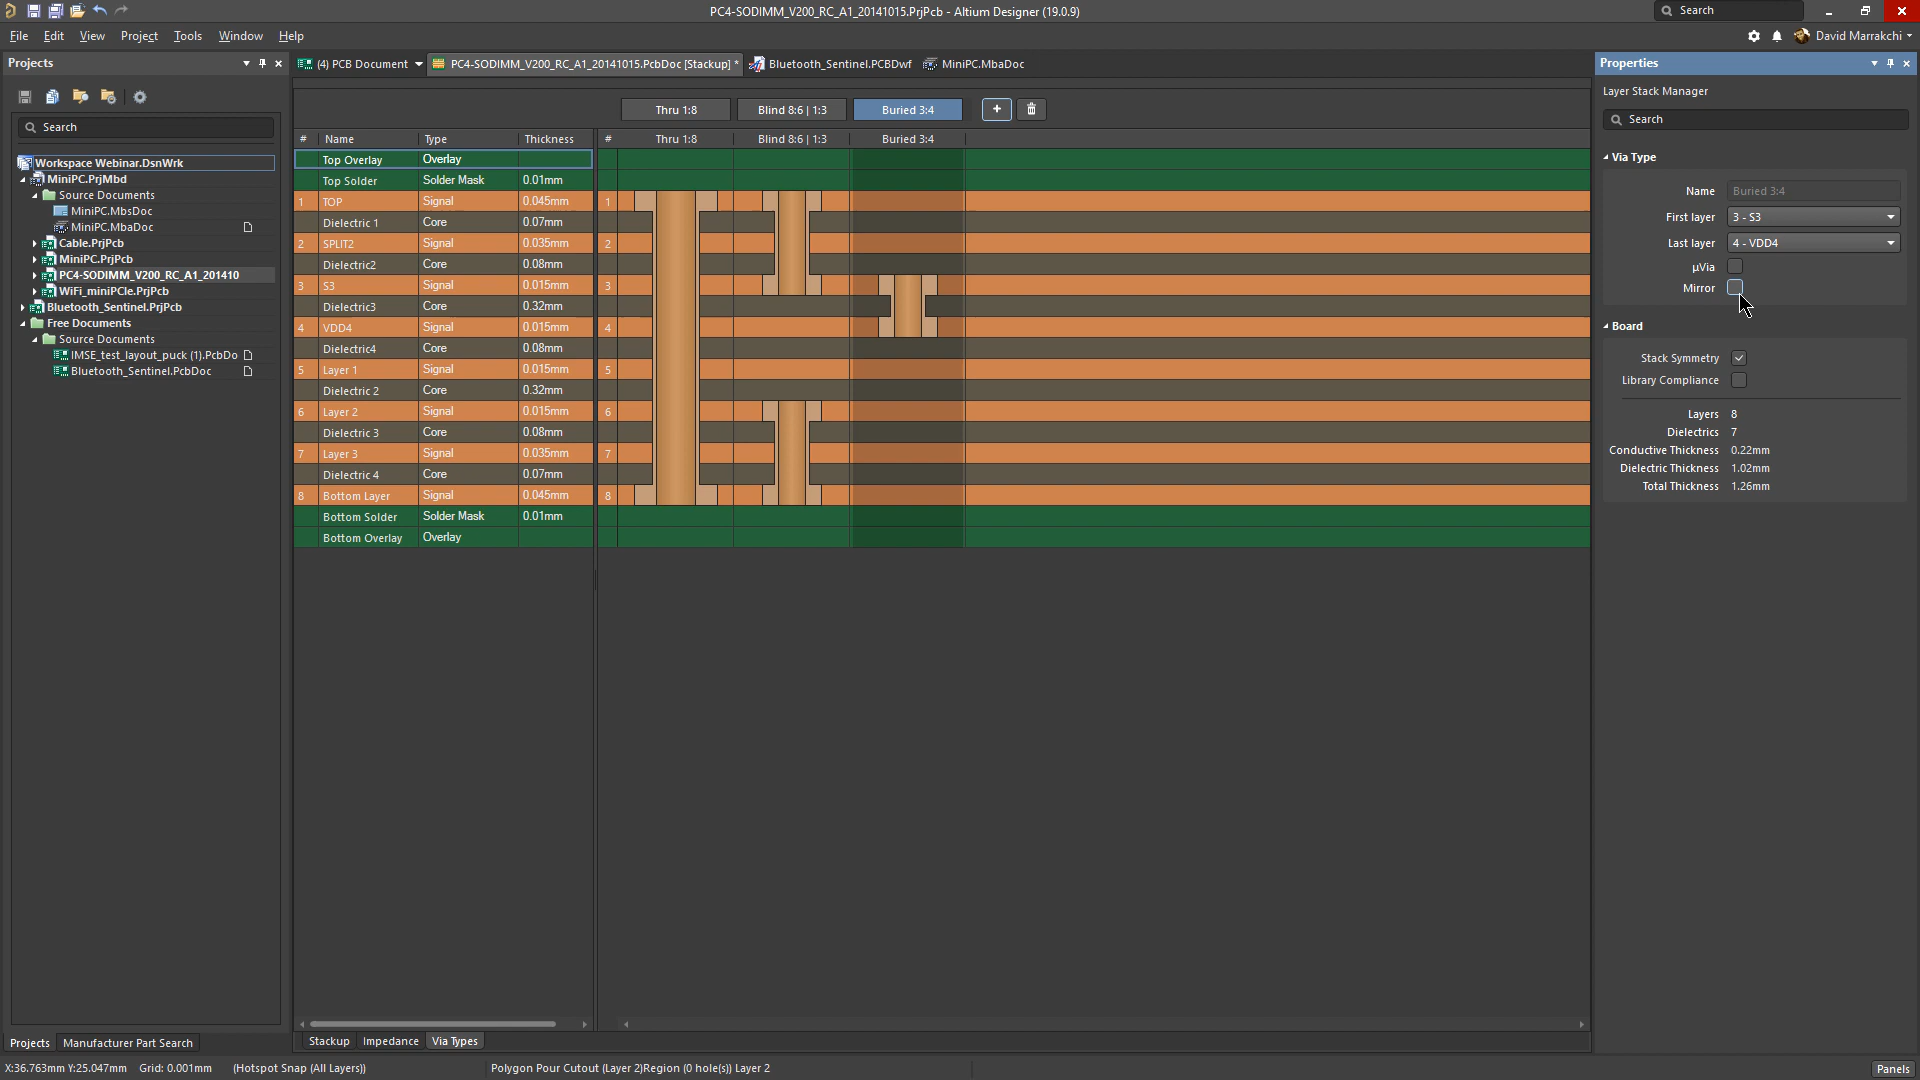 PC4-SODIMM_V200_RC_A1_20141015.PrjPcb - Altium Designer (19.0.9)
Search
File Edit View Project Tools Window Help
David Marrakchi
Projects
(4) PCB Document
PC4-SODIMM_V200_RC_A1_20141015.PcbDoc [Stackup] *
Bluetooth_Sentinel.PCBDwf
MiniPC.MbaDoc
Search
Workspace Webinar.DsnWrk
MiniPC.PrjMbd
Source Documents
MiniPC.MbsDoc
MiniPC.MbaDoc
Cable.PrjPcb
MiniPC.PrjPcb
PC4-SODIMM_V200_RC_A1_201410
WiFi_miniPCIe.PrjPcb
Bluetooth_Sentinel.PrjPcb
Free Documents
Source Documents
IMSE_test_layout_puck (1).PcbDo
Bluetooth_Sentinel.PcbDoc
Projects
Manufacturer Part Search
Thru 1:8 Blind 8:6 | 1:3 Buried 3:4 +
# Name Type Thickness # Thru 1:8 Blind 8:6 | 1:3 Buried 3:4
Top Overlay Overlay
Top Solder Solder Mask 0.01mm
1 TOP Signal 0.045mm 1
Dielectric 1 Core 0.07mm
2 SPLIT2 Signal 0.035mm 2
Dielectric2 Core 0.08mm
3 S3 Signal 0.015mm 3
Dielectric3 Core 0.32mm
4 VDD4 Signal 0.015mm 4
Dielectric4 Core 0.08mm
5 Layer 1 Signal 0.015mm 5
Dielectric 2 Core 0.32mm
6 Layer 2 Signal 0.015mm 6
Dielectric 3 Core 0.08mm
7 Layer 3 Signal 0.035mm 7
Dielectric 4 Core 0.07mm
8 Bottom Layer Signal 0.045mm 8
Bottom Solder Solder Mask 0.01mm
Bottom Overlay Overlay
Stackup Impedance Via Types
Properties
Layer Stack Manager
Search
Via Type
Name Buried 3:4
First layer 3 - S3
Last layer 4 - VDD4
µVia
Mirror
Board
Stack Symmetry
Library Compliance
Layers 8
Dielectrics 7
Conductive Thickness 0.22mm
Dielectric Thickness 1.02mm
Total Thickness 1.26mm
X:36.763mm Y:25.047mm Grid: 0.001mm (Hotspot Snap (All Layers)) Polygon Pour Cutout (Layer 2)Region (0 hole(s)) Layer 2
Panels